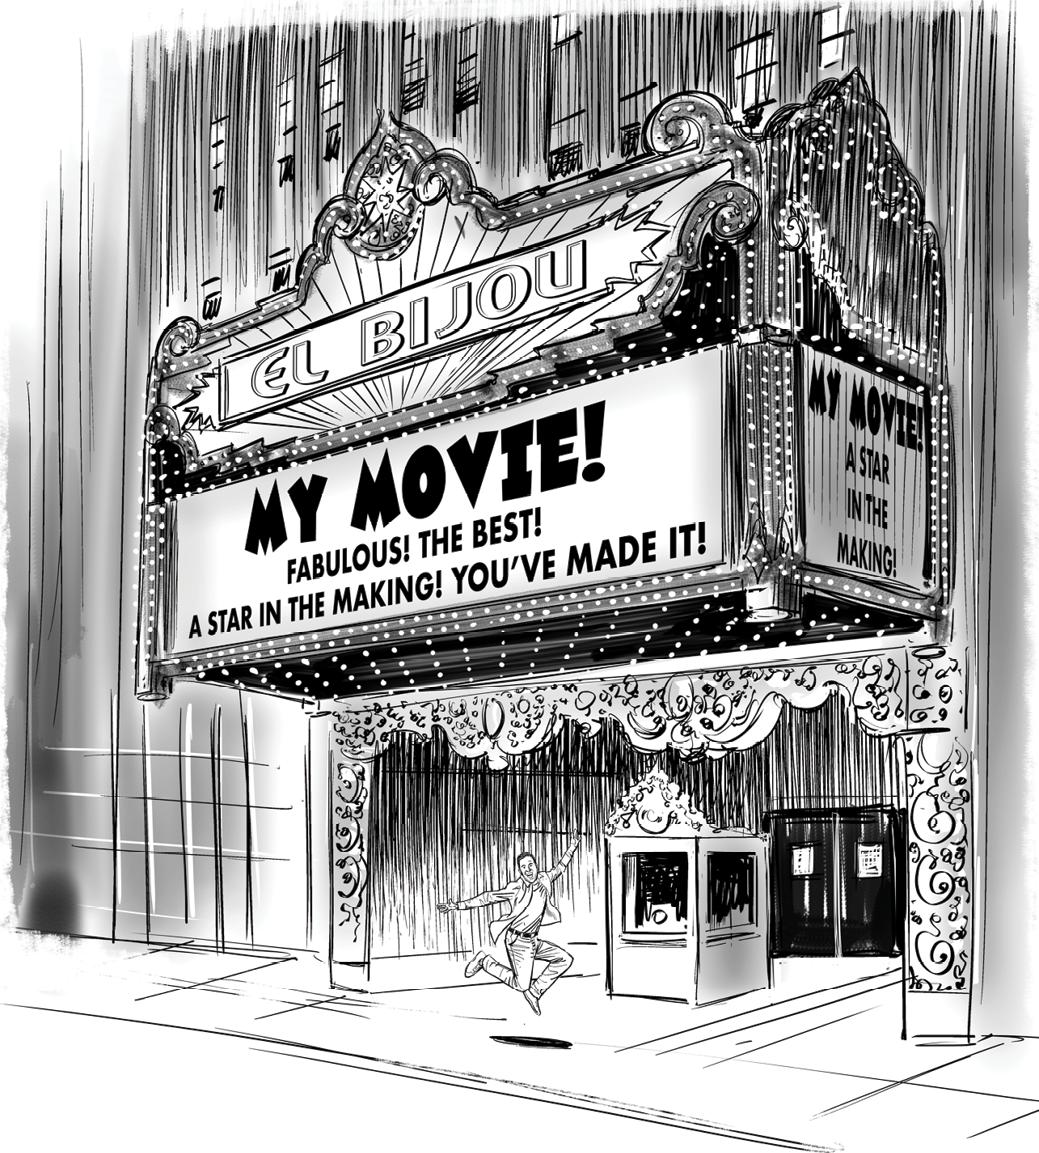 EL BIJOU
MY MOVIE!
FABULOUS! THE BEST!
A STAR IN THE MAKING! YOU'VE MADE IT!
MY MOVIE!
A STAR
IN THE
MAKING!